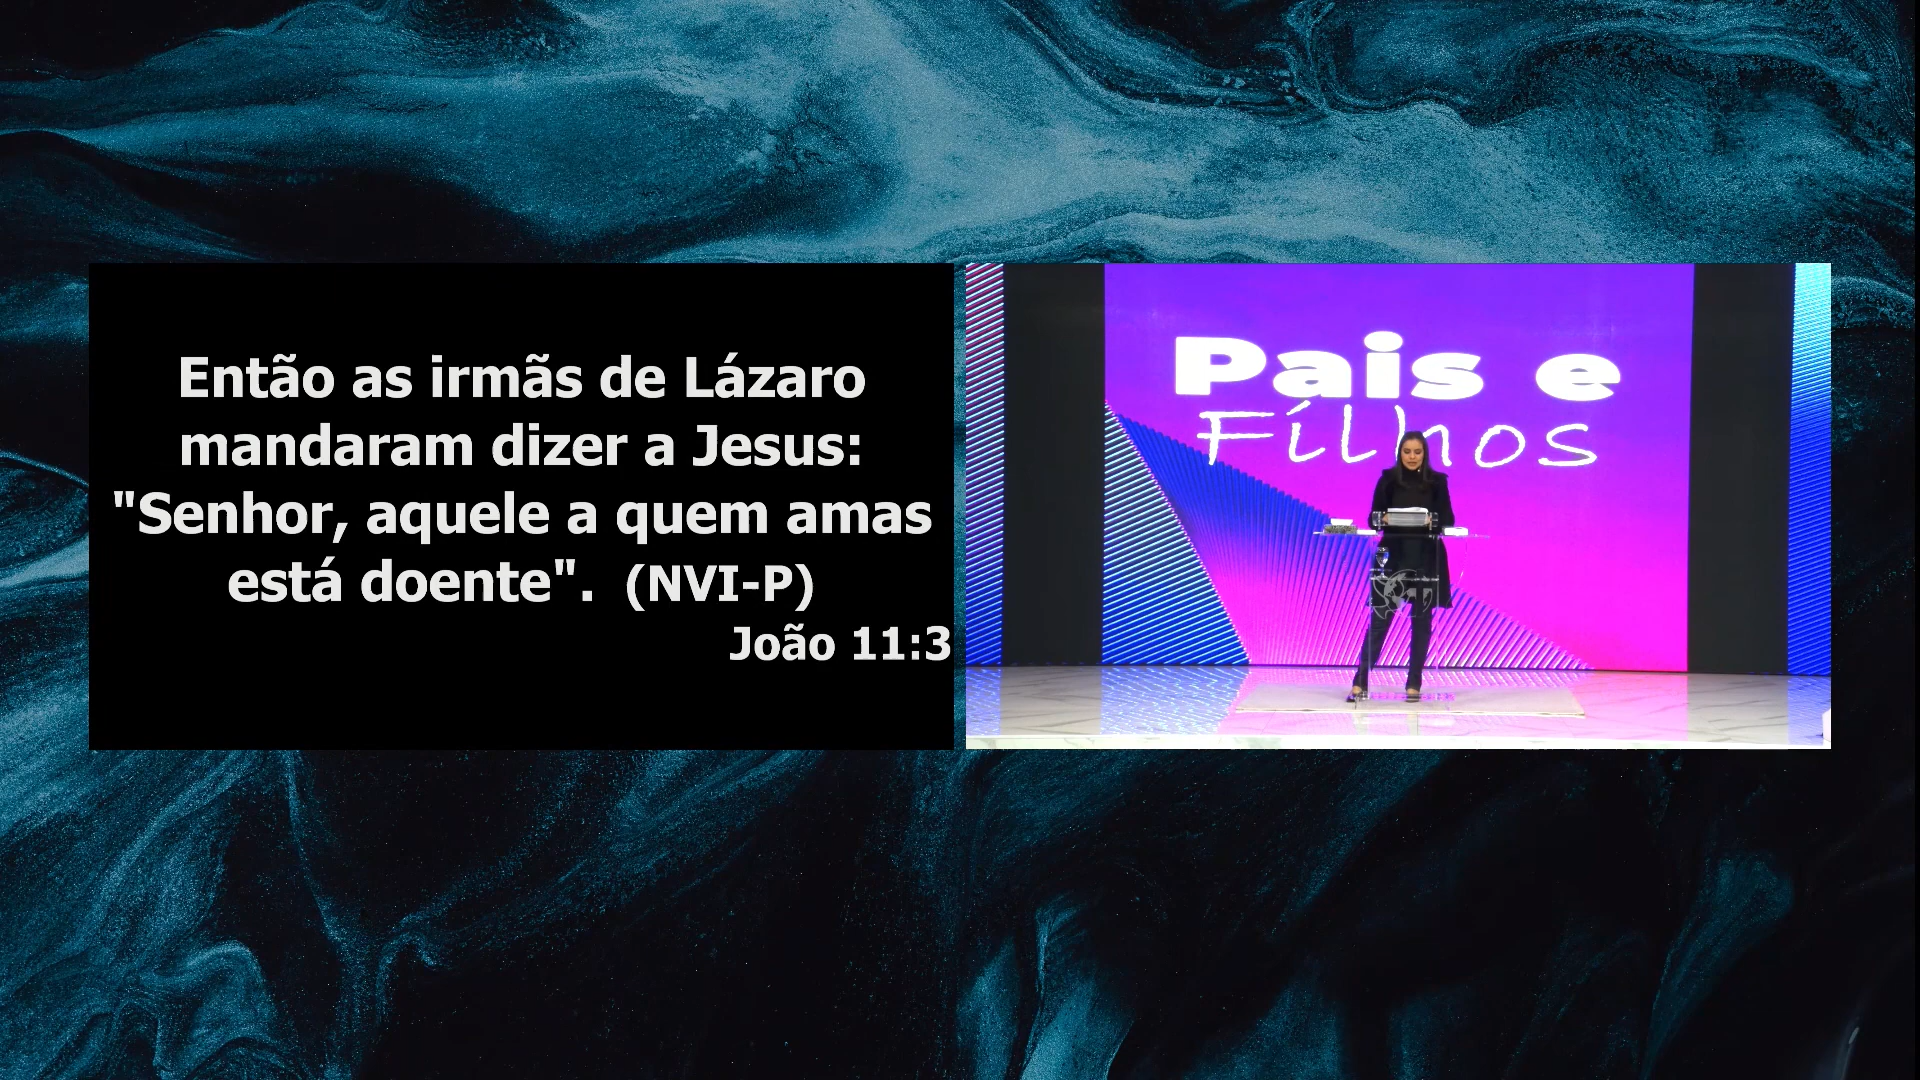 Então as irmãs de Lázaro
mandaram dizer a Jesus:
"Senhor, aquele a quem amas
está doente". (NVI-P)
João 11:3
Pais e
Filhos